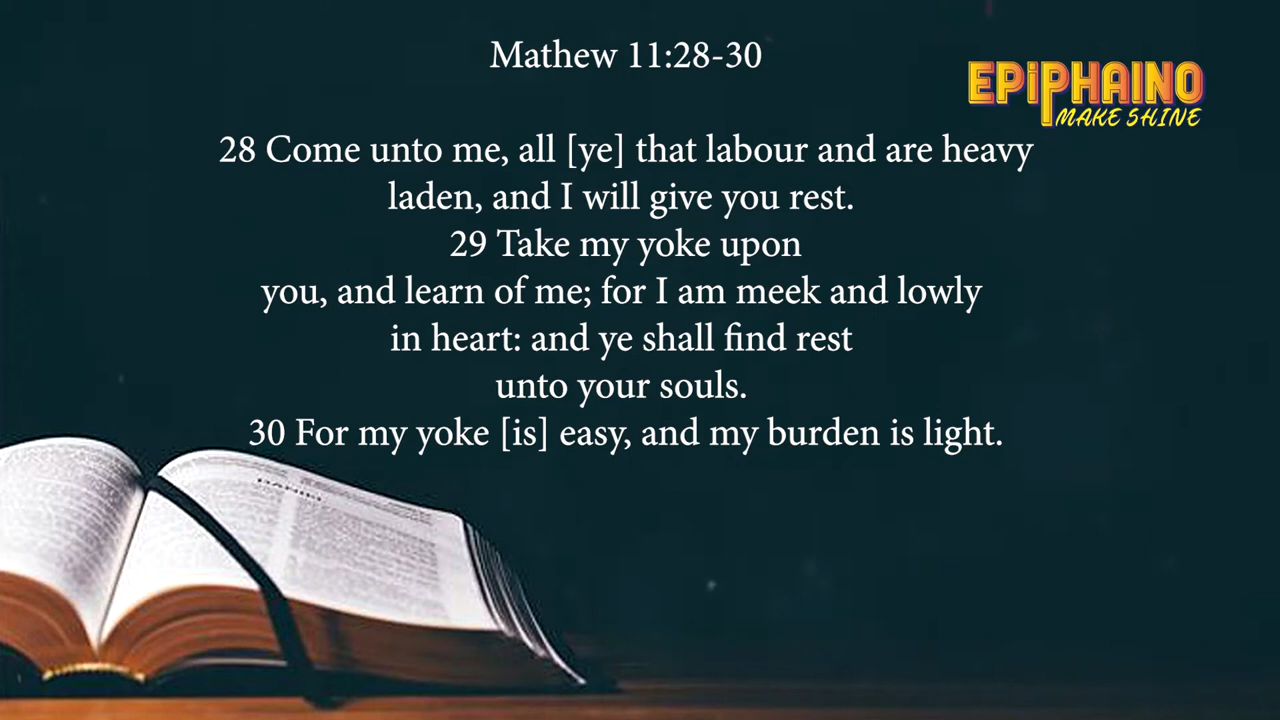 Mathew 11:28-30
EPiPHAINO
MAKE SHINE
28 Come unto me, all [ye] that labour and are heavy
laden, and I will give you rest.
29 Take my yoke upon
you, and learn of me; for I am meek and lowly
in heart: and ye shall find rest
unto your souls.
30 For my yoke [is] easy, and my burden is light.
DANIEL